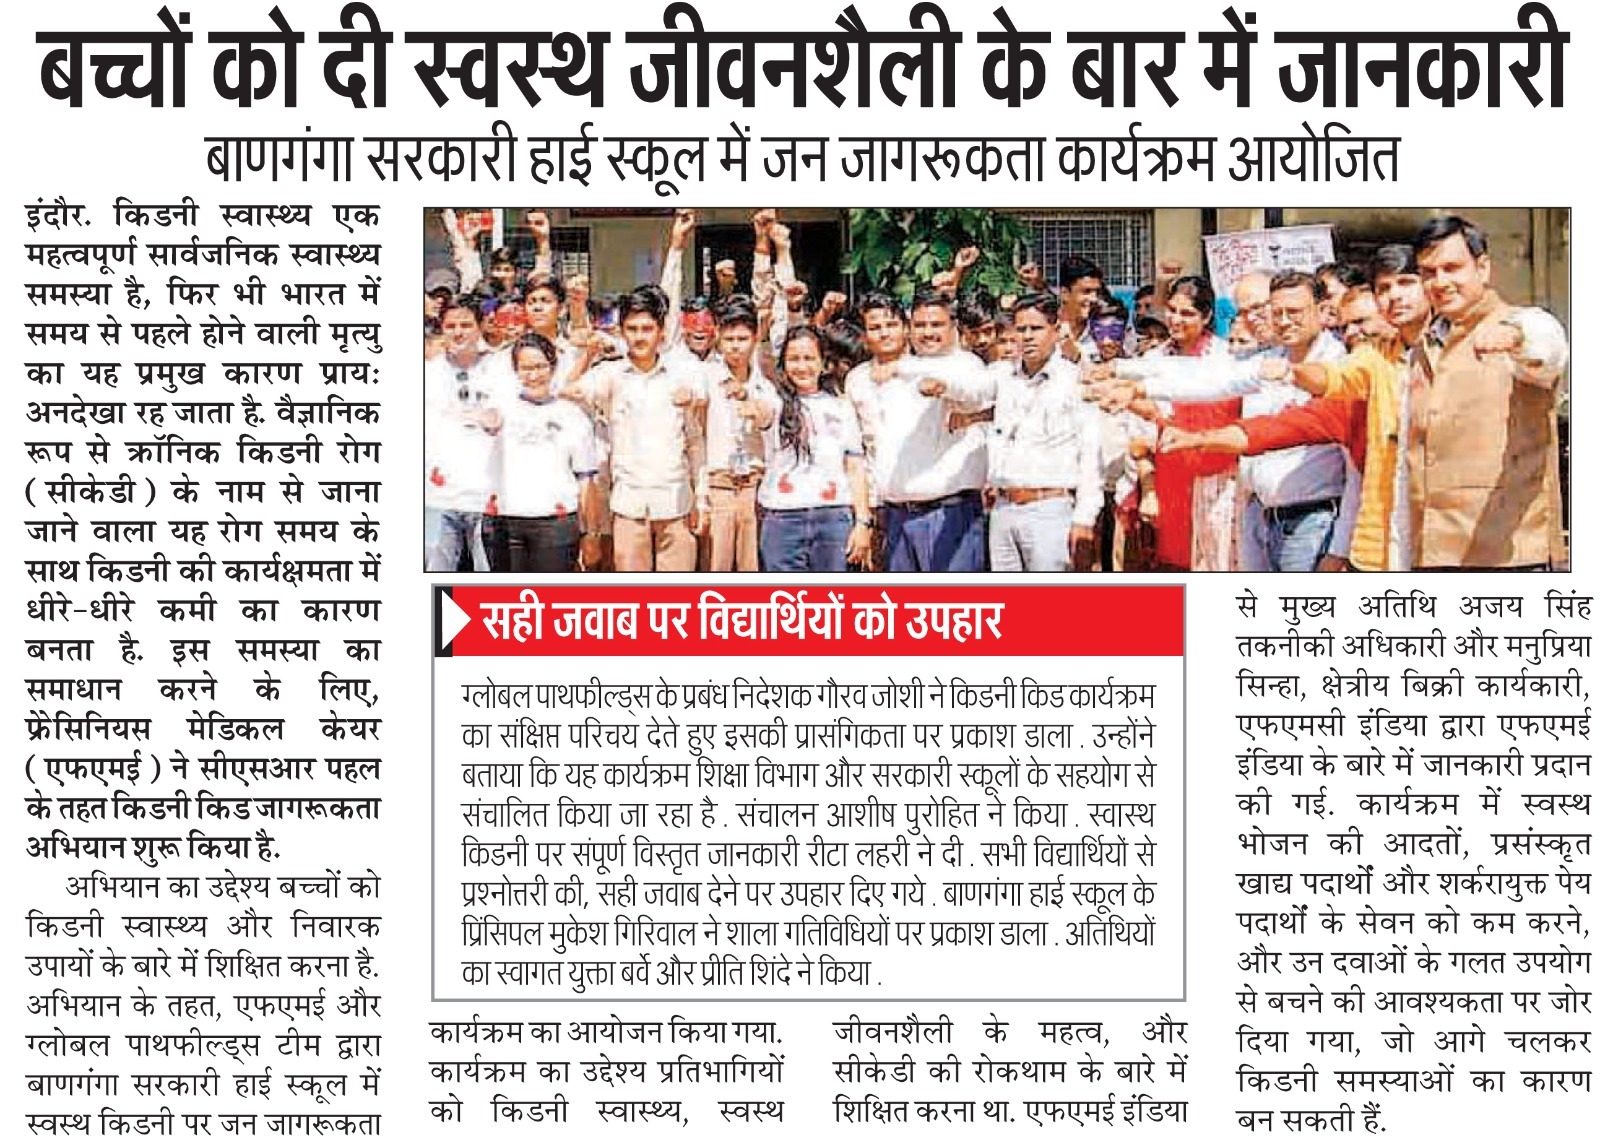 बच्चों को दी स्वस्थ जीवनशैली के बार में जानकारी
बाणगंगा सरकारी हाई स्कूल में जन जागरूकता कार्यक्रम आयोजित
इंदौर. किडनी स्वास्थ्य एक
महत्वपूर्ण सार्वजनिक स्वास्थ्य
समस्या है, फिर भी भारत में
समय से पहले होने वाली मृत्यु
का यह प्रमुख कारण प्रायः
अनदेखा रह जाता है. वैज्ञानिक
रूप से क्रॉनिक किडनी रोग
( सीकेडी ) के नाम से जाना
जाने वाला यह रोग समय के
साथ किडनी की कार्यक्षमता में
धीरे-धीरे कमी का कारण
बनता है. इस समस्या का
समाधान करने के लिए,
फ्रेसिनियस मेडिकल केयर
( एफएमई ) ने सीएसआर पहल
के तहत किडनी किड जागरूकता
अभियान शुरू किया है.
अभियान का उद्देश्य बच्चों को
किडनी स्वास्थ्य और निवारक
उपायों के बारे में शिक्षित करना है.
अभियान के तहत, एफएमई और
ग्लोबल पाथफील्ड्स टीम द्वारा
बाणगंगा सरकारी हाई स्कूल में
स्वस्थ किडनी पर जन जागरूकता
कार्यक्रम का आयोजन किया गया.
कार्यक्रम का उद्देश्य प्रतिभागियों
को किडनी स्वास्थ्य, स्वस्थ
जीवनशैली के महत्व, और
सीकेडी की रोकथाम के बारे में
शिक्षित करना था. एफएमई इंडिया
से मुख्य अतिथि अजय सिंह
तकनीकी अधिकारी और मनुप्रिया
सिन्हा, क्षेत्रीय बिक्री कार्यकारी,
एफएमसी इंडिया द्वारा एफएमई
इंडिया के बारे में जानकारी प्रदान
की गई. कार्यक्रम में स्वस्थ
भोजन की आदतों, प्रसंस्कृत
खाद्य पदार्थों और शर्करायुक्त पेय
पदार्थों के सेवन को कम करने,
और उन दवाओं के गलत उपयोग
से बचने की आवश्यकता पर जोर
दिया गया, जो आगे चलकर
किडनी समस्याओं का कारण
बन सकती हैं.
सही जवाब पर विद्यार्थियों को उपहार
ग्लोबल पाथफील्ड्स के प्रबंध निदेशक गौरव जोशी ने किडनी किड कार्यक्रम
का संक्षिप्त परिचय देते हुए इसकी प्रासंगिकता पर प्रकाश डाला . उन्होंने
बताया कि यह कार्यक्रम शिक्षा विभाग और सरकारी स्कूलों के सहयोग से
संचालित किया जा रहा है . संचालन आशीष पुरोहित ने किया . स्वास्थ
किडनी पर संपूर्ण विस्तृत जानकारी रीटा लहरी ने दी . सभी विद्यार्थियों से
प्रश्नोत्तरी की, सही जवाब देने पर उपहार दिए गये . बाणगंगा हाई स्कूल के
प्रिंसिपल मुकेश गिरिवाल ने शाला गतिविधियों पर प्रकाश डाला . अतिथियों
का स्वागत युक्ता बर्वे और प्रीति शिंदे ने किया .